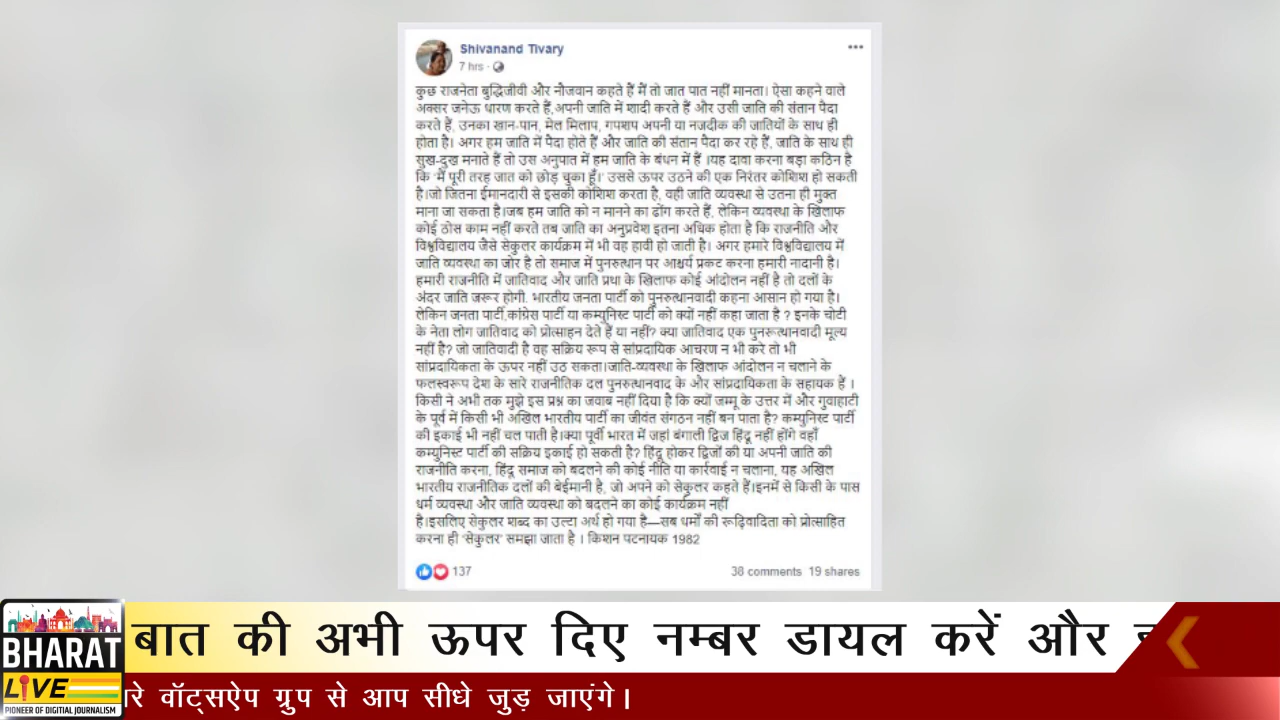 Shivanand Tivary
7 hrs ·
कुछ राजनेता बुद्धिजीवी और नौजवान कहते हैं मैं तो जात पात नहीं मानता। ऐसा कहने वाले
अक्सर जनेऊ धारण करते हैं,अपनी जाति में शादी करते हैं और उसी जाति की संतान पैदा
करते हैं, उनका खान-पान, मेल मिलाप, गपशप अपनी या नजदीक की जातियों के साथ ही
होता है। अगर हम जाति में पैदा होते हैं और जाति की संतान पैदा कर रहे हैं, जाति के साथ ही
सुख-दुख मनाते हैं तो उस अनुपात में हम जाति के बंधन में हैं ।यह दावा करना बड़ा कठिन है
कि 'मैं पूरी तरह जात को छोड़ चुका हूँ।' उससे ऊपर उठने की एक निरंतर कोशिश हो सकती
है।जो जितना ईमानदारी से इसकी कोशिश करता है, वही जाति व्यवस्था से उतना ही मुक्त
माना जा सकता है।जब हम जाति को न मानने का ढोंग करते हैं, लेकिन व्यवस्था के खिलाफ
कोई ठोस काम नहीं करते तब जाति का अनुप्रवेश इतना अधिक होता है कि राजनीति और
विश्वविद्यालय जैसे सेकुलर कार्यक्रम में भी वह हावी हो जाती है। अगर हमारे विश्वविद्यालय में
जाति व्यवस्था का जोर है तो समाज में पुनरुत्थान पर आश्चर्य प्रकट करना हमारी नादानी है।
हमारी राजनीति में जातिवाद और जाति प्रथा के खिलाफ कोई आंदोलन नहीं है तो दलों के
अंदर जाति जरूर होगी. भारतीय जनता पार्टी को पुनरुत्थानवादी कहना आसान हो गया है।
लेकिन जनता पार्टी,कांग्रेस पार्टी या कम्युनिस्ट पार्टी को क्यों नहीं कहा जाता है ? इनके चोटी
के नेता लोग जातिवाद को प्रोत्साहन देते हैं या नहीं? क्या जातिवाद एक पुनरूत्थानवादी मूल्य
नहीं है? जो जातिवादी है वह सक्रिय रूप से सांप्रदायिक आचरण न भी करे तो भी
सांप्रदायिकता के ऊपर नहीं उठ सकता।जाति-व्यवस्था के खिलाफ आंदोलन न चलाने के
फलस्वरूप देश के सारे राजनीतिक दल पुनरुत्थानवाद के और सांप्रदायिकता के सहायक हैं ।
किसी ने अभी तक मुझे इस प्रश्न का जवाब नहीं दिया है कि क्यों जम्मू के उत्तर में और गुवाहाटी
के पूर्व में किसी भी अखिल भारतीय पार्टी का जीवंत संगठन नहीं बन पाता है? कम्युनिस्ट पार्टी
की इकाई भी नहीं चल पाती है।क्या पूर्वी भारत में जहां बंगाली द्विज हिंदू नहीं होंगे वहाँ
कम्युनिस्ट पार्टी की सक्रिय इकाई हो सकती है? हिंदू होकर द्विजों की या अपनी जाति की
राजनीति करना, हिंदू समाज को बदलने की कोई नीति या कार्रवाई न चलाना, यह अखिल
भारतीय राजनीतिक दलों की बेईमानी है, जो अपने को सेकुलर कहते हैं।इनमें से किसी के पास
धर्म व्यवस्था और जाति व्यवस्था को बदलने का कोई कार्यक्रम नहीं
है।इसलिए सेकुलर शब्द का उल्टा अर्थ हो गया है—सब धर्मों की रूढ़िवादिता को प्रोत्साहित
करना ही 'सेकुलर' समझा जाता है । किशन पटनायक 1982
137
38 comments 19 shares
बात की अभी ऊपर दिए नम्बर डायल करें और
BHARAT
LIVE
PIONEER OF DIGITAL JOURNALISM
रे वॉट्सऐप ग्रुप से आप सीधे जुड़ जाएंगे।